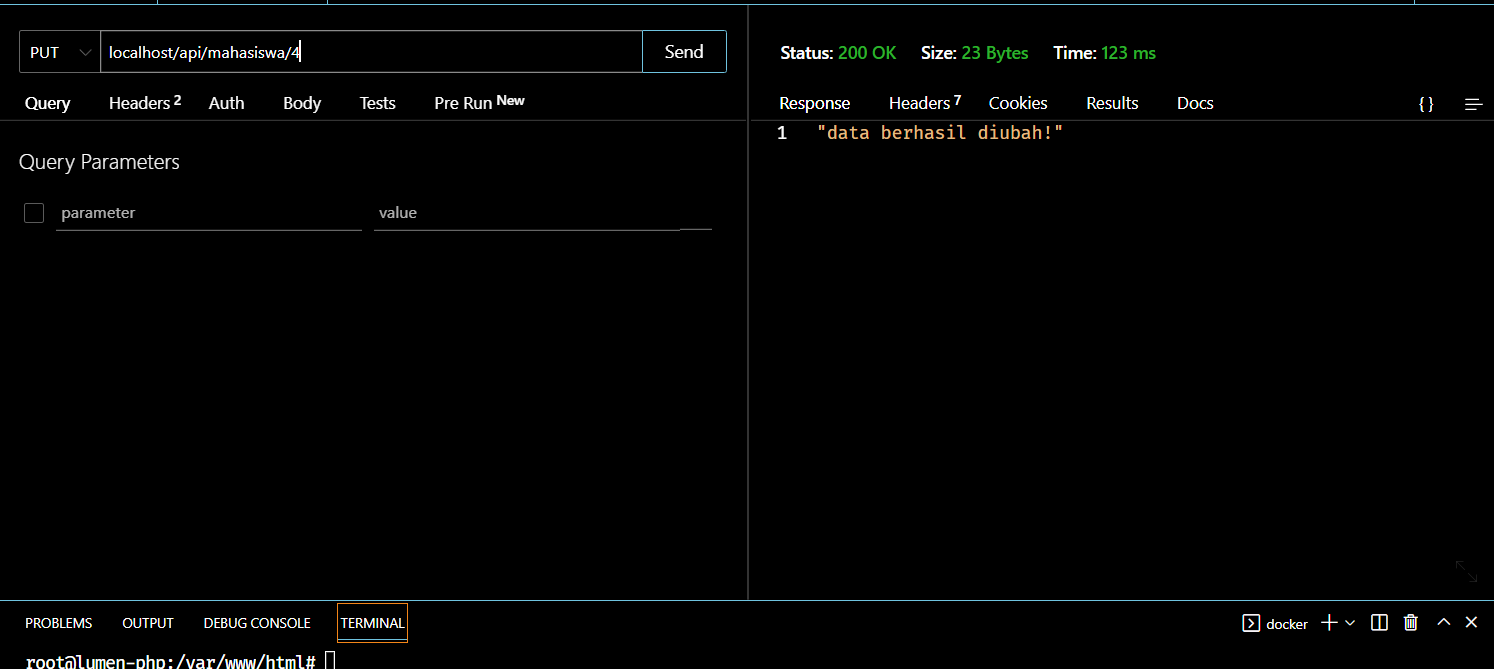 PUT localhost/api/mahasiswa/4 Send
Query Headers 2 Auth Body Tests Pre Run New
Query Parameters
parameter value
Status: 200 OK Size: 23 Bytes Time: 123 ms
Response Headers 7 Cookies Results Docs {}
1 "data berhasil diubah!"
PROBLEMS OUTPUT DEBUG CONSOLE TERMINAL docker
root@lumen-php:/var/www/html#